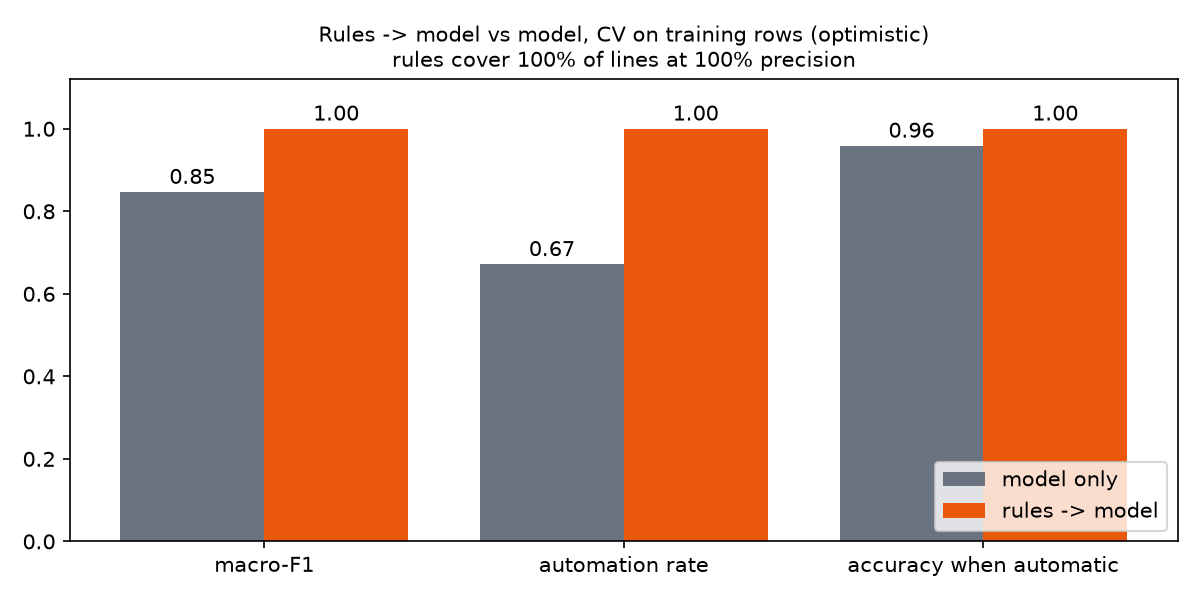 Rules -> model vs model, CV on training rows (optimistic)
rules cover 100% of lines at 100% precision
1.00
1.00
1.00
0.96
0.85
0.67
1.0
0.8
0.6
0.4
0.2
0.0
model only
rules -> model
macro-F1
automation rate
accuracy when automatic